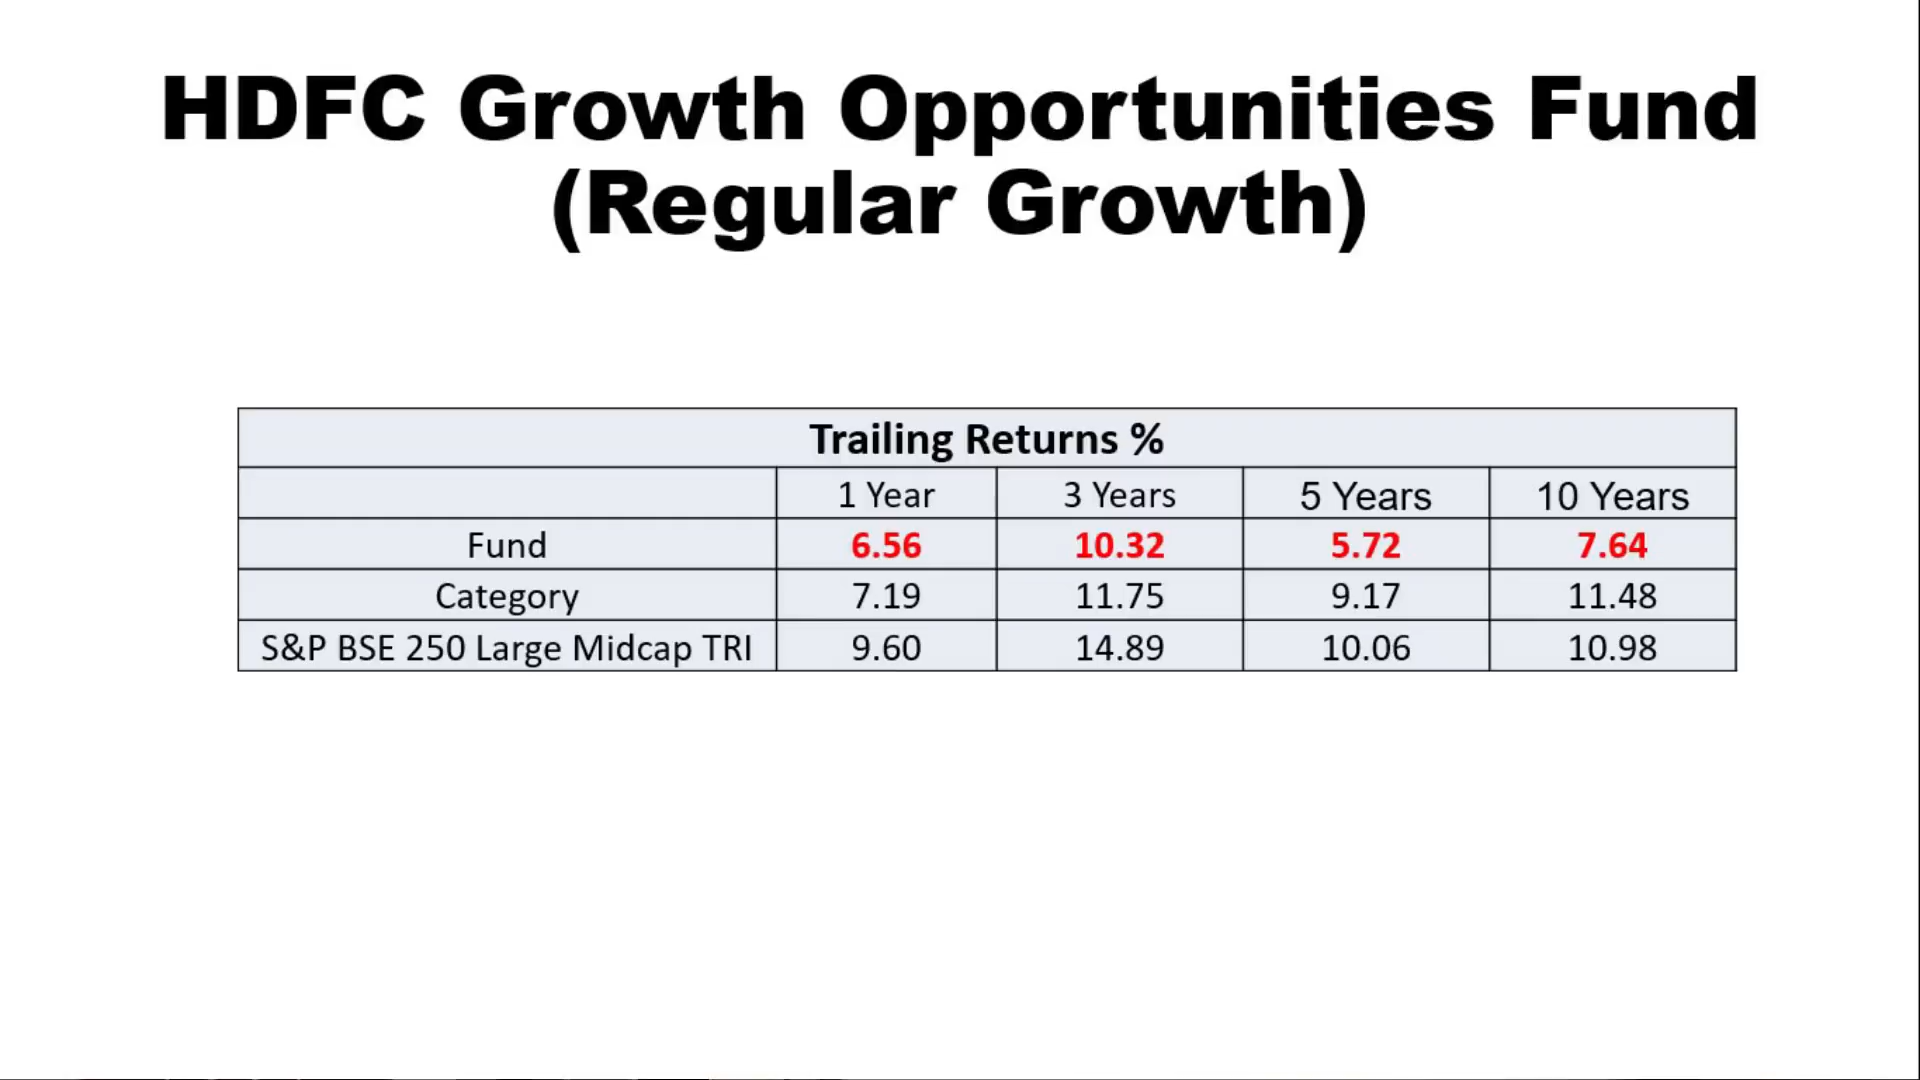 HDFC Growth Opportunities Fund
(Regular Growth)
Trailing Returns %
1 Year 3 Years 5 Years 10 Years
Fund 6.56 10.32 5.72 7.64
Category 7.19 11.75 9.17 11.48
S&P BSE 250 Large Midcap TRI 9.60 14.89 10.06 10.98